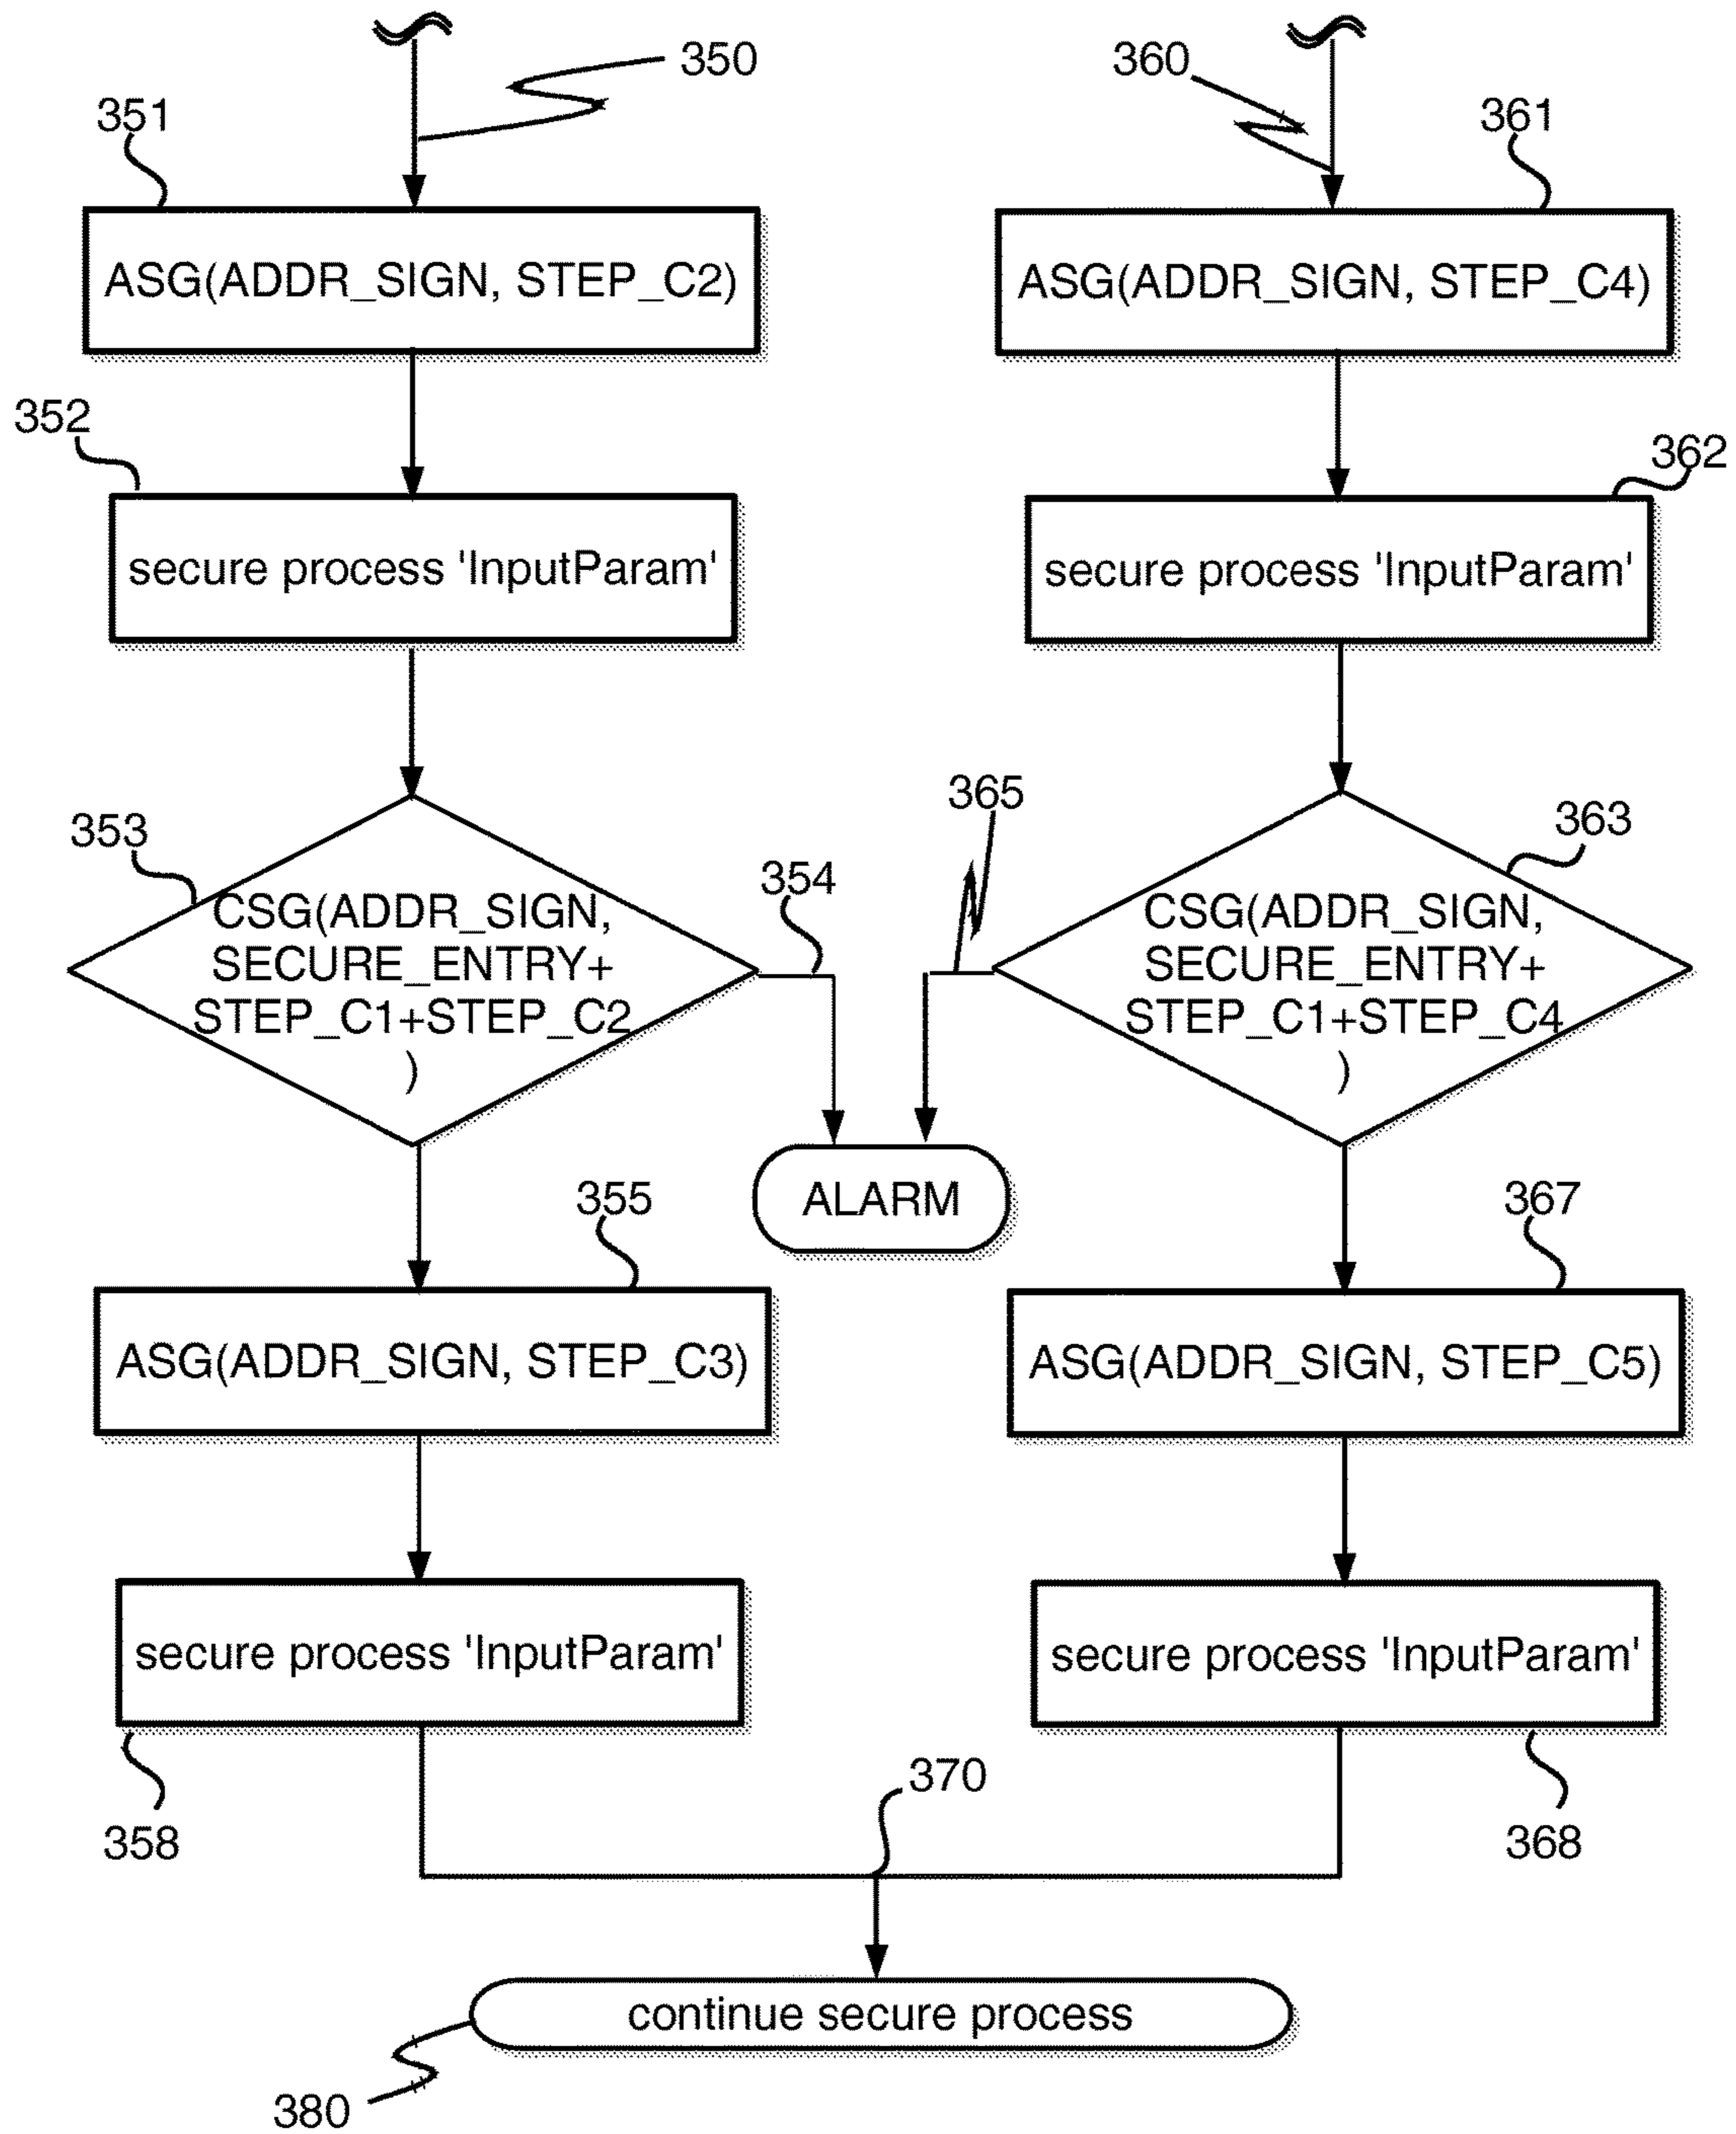 350
360
351
361
ASG(ADDR_SIGN, STEP_C2)
ASG(ADDR_SIGN, STEP_C4)
352
362
secure process 'InputParam'
secure process 'InputParam'
365
353
363
354
CSG(ADDR_SIGN,
SECURE_ENTRY+
STEP_C1+STEP_C2
)
CSG(ADDR_SIGN,
SECURE_ENTRY+
STEP_C1+STEP_C4
)
ALARM
355
367
ASG(ADDR_SIGN, STEP_C3)
ASG(ADDR_SIGN, STEP_C5)
secure process 'InputParam'
secure process 'InputParam'
370
358
368
continue secure process
380